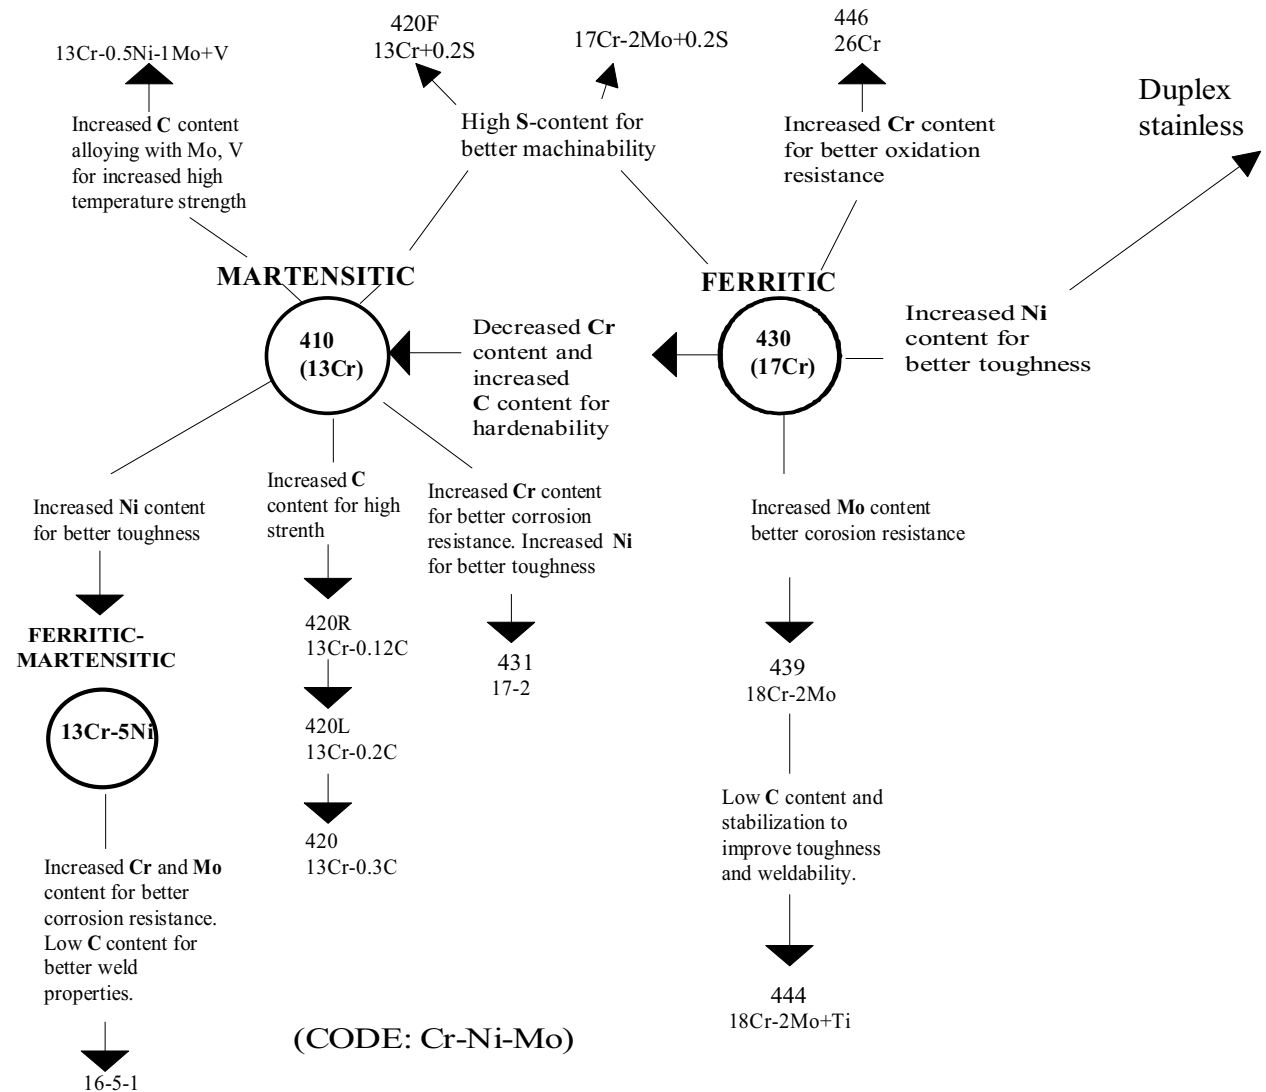 13Cr-0.5Ni-1Mo+V
420F
13Cr+0.2S
17Cr-2Mo+0.2S
446
26Cr
Duplex
stainless
Increased C content
alloying with Mo, V
for increased high
temperature strength
High S-content for
better machinability
Increased Cr content
for better oxidation
resistance
MARTENSITIC
FERRITIC
410
(13Cr)
Decreased Cr
content and
increased
C content for
hardenability
430
(17Cr)
Increased Ni
content for
better toughness
Increased Ni content
for better toughness
Increased C
content for high
strenth
Increased Cr content
for better corrosion
resistance. Increased Ni
for better toughness
Increased Mo content
better corosion resistance
FERRITIC-
MARTENSITIC
13Cr-5Ni
420R
13Cr-0.12C
420L
13Cr-0.2C
420
13Cr-0.3C
431
17-2
439
18Cr-2Mo
Low C content and
stabilization to
improve toughness
and weldability.
444
18Cr-2Mo+Ti
Increased Cr and Mo
content for better
corrosion resistance.
Low C content for
better weld
properties.
16-5-1
(CODE: Cr-Ni-Mo)